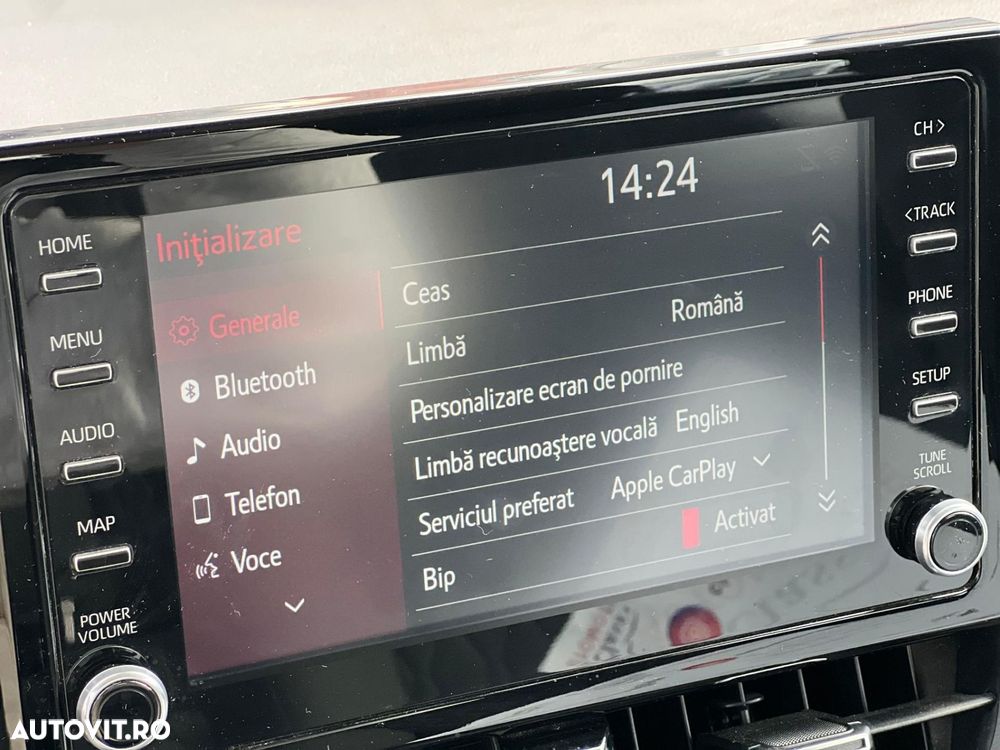 14:24
Iniţializare
Generale
Bluetooth
Audio
Telefon
Voce
Ceas
Limbă Română
Personalizare ecran de pornire
Limbă recunoaştere vocală English
Serviciul preferat Apple CarPlay
Bip Activat
HOME
MENU
AUDIO
MAP
POWER
VOLUME
CH>
<TRACK
PHONE
SETUP
TUNE
SCROLL
AUTOVIT.RO